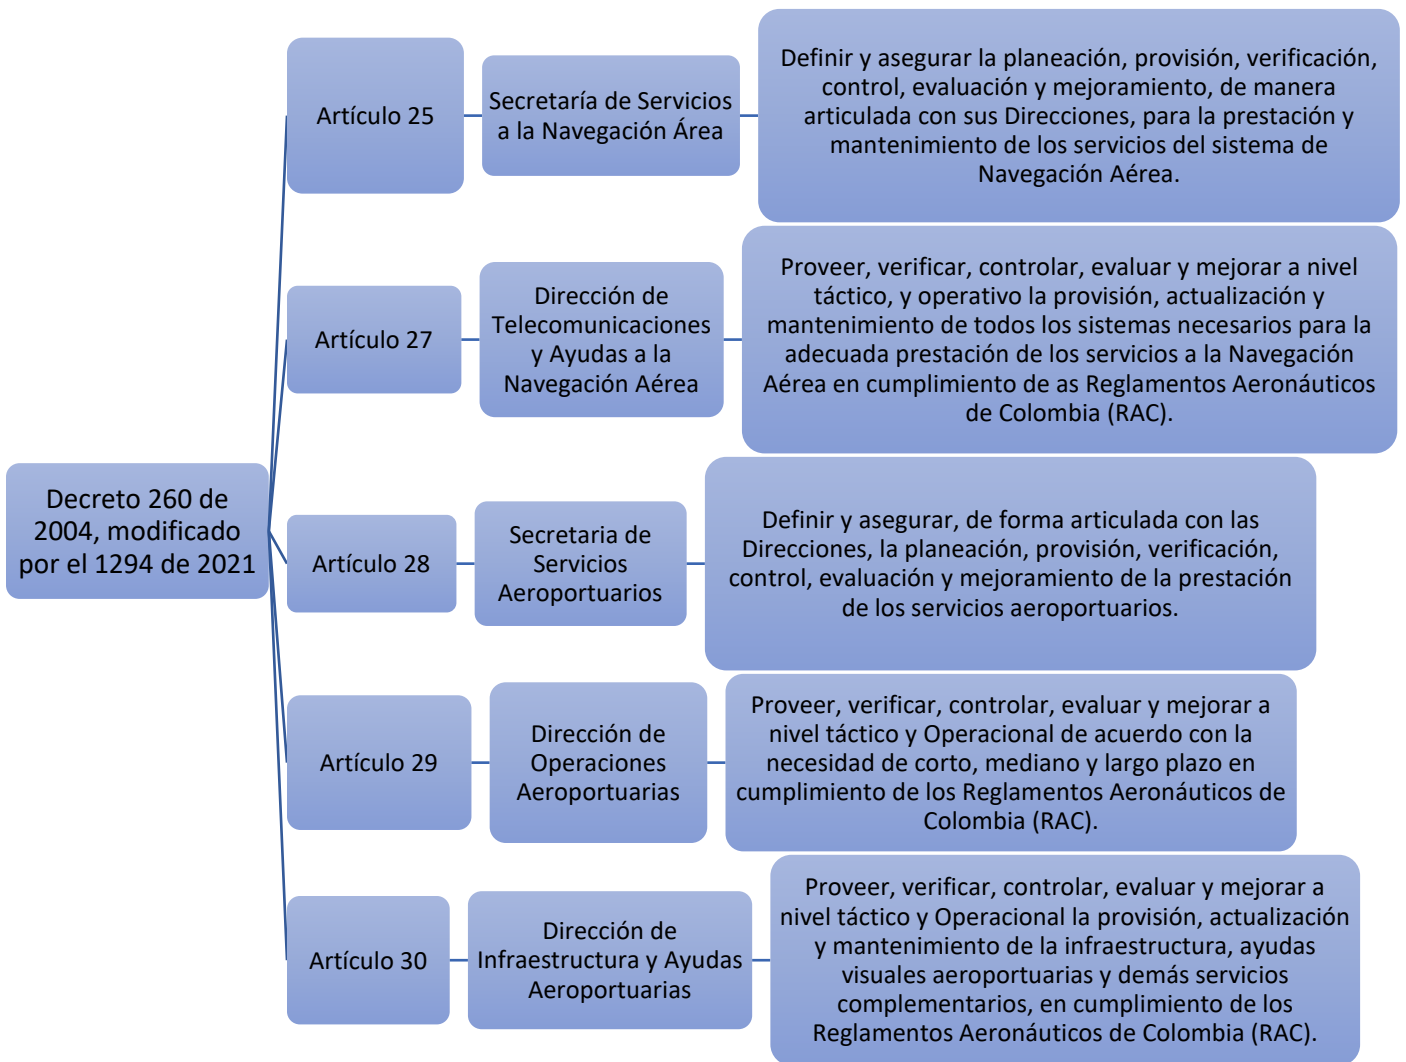 Decreto 260 de
2004, modificado
por el 1294 de 2021
Artículo 25
Secretaría de Servicios
a la Navegación Área
Definir y asegurar la planeación, provisión, verificación,
control, evaluación y mejoramiento, de manera
articulada con sus Direcciones, para la prestación y
mantenimiento de los servicios del sistema de
Navegación Aérea.
Artículo 27
Dirección de
Telecomunicaciones
y Ayudas a la
Navegación Aérea
Proveer, verificar, controlar, evaluar y mejorar a nivel
táctico, y operativo la provisión, actualización y
mantenimiento de todos los sistemas necesarios para la
adecuada prestación de los servicios a la Navegación
Aérea en cumplimiento de as Reglamentos Aeronáuticos
de Colombia (RAC).
Artículo 28
Secretaria de
Servicios
Aeroportuarios
Definir y asegurar, de forma articulada con las
Direcciones, la planeación, provisión, verificación,
control, evaluación y mejoramiento de la prestación
de los servicios aeroportuarios.
Artículo 29
Dirección de
Operaciones
Aeroportuarias
Proveer, verificar, controlar, evaluar y mejorar a
nivel táctico y Operacional de acuerdo con la
necesidad de corto, mediano y largo plazo en
cumplimiento de los Reglamentos Aeronáuticos de
Colombia (RAC).
Artículo 30
Dirección de
Infraestructura y Ayudas
Aeroportuarias
Proveer, verificar, controlar, evaluar y mejorar a
nivel táctico y Operacional la provisión, actualización
y mantenimiento de la infraestructura, ayudas
visuales aeroportuarias y demás servicios
complementarios, en cumplimiento de los
Reglamentos Aeronáuticos de Colombia (RAC).